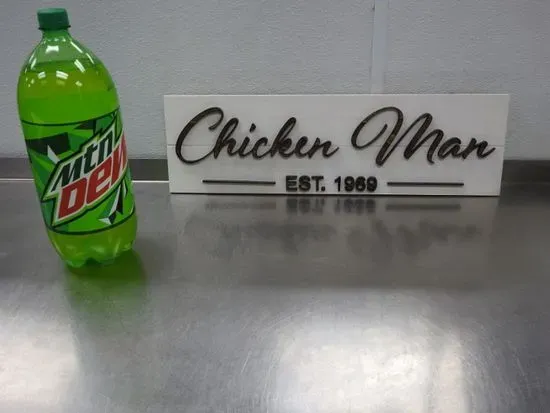 Mtn
Dew
Chicken Man
EST. 1969